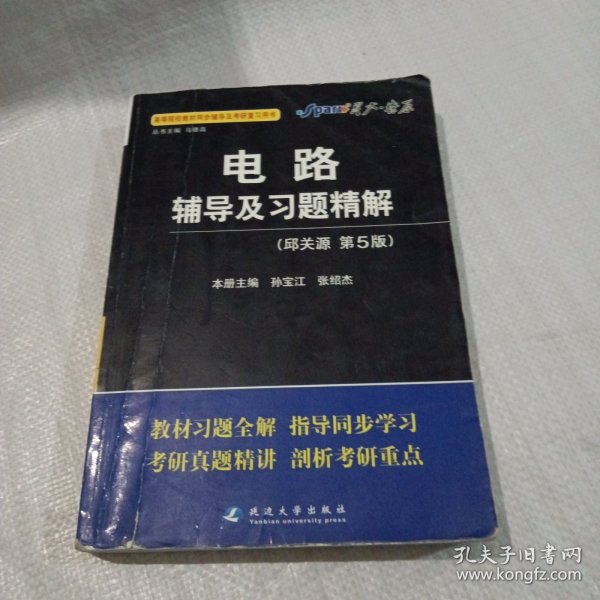 高等院校教材同步辅导及考研复习用书
Spark星火·燎原
丛书主编 马德高
电路
辅导及习题精解
(邱关源 第5版)
本册主编 孙宝江 张绍杰
教材习题全解 指导同步学习
考研真题精讲 剖析考研重点
延边大学出版社
Yanbian university press
孔夫子旧书网
www.kongfz.com